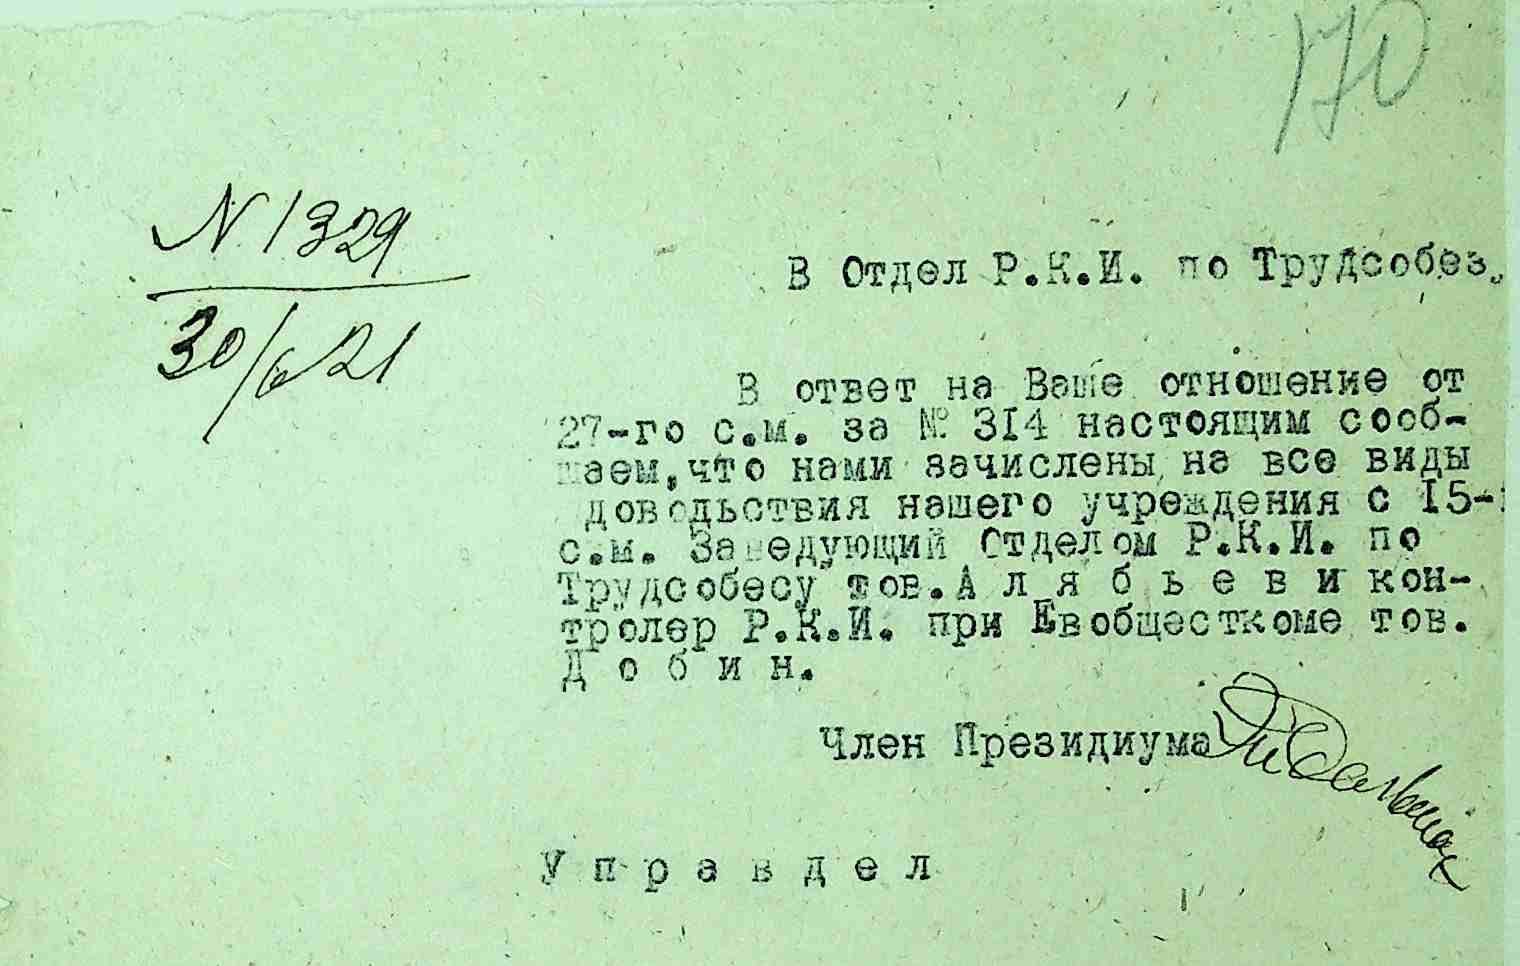 170
N 1329
30/6 21
В Отдел Р.К.И. по Трудсобез.
В ответ на Ваше отношение от
27-го с.м. за № 314 настоящим сооб-
щаем,что нами зачислены на все виды
довольствия нашего учреждения с 15-
с.м. Заведующий Отделом Р.К.И. по
Трудсобесу тов.А л я б ь е в и кон-
тролер Р.К.И. при Евобщесткоме тов.
Д о б и н.
Член Президиума
У п р а в д е л